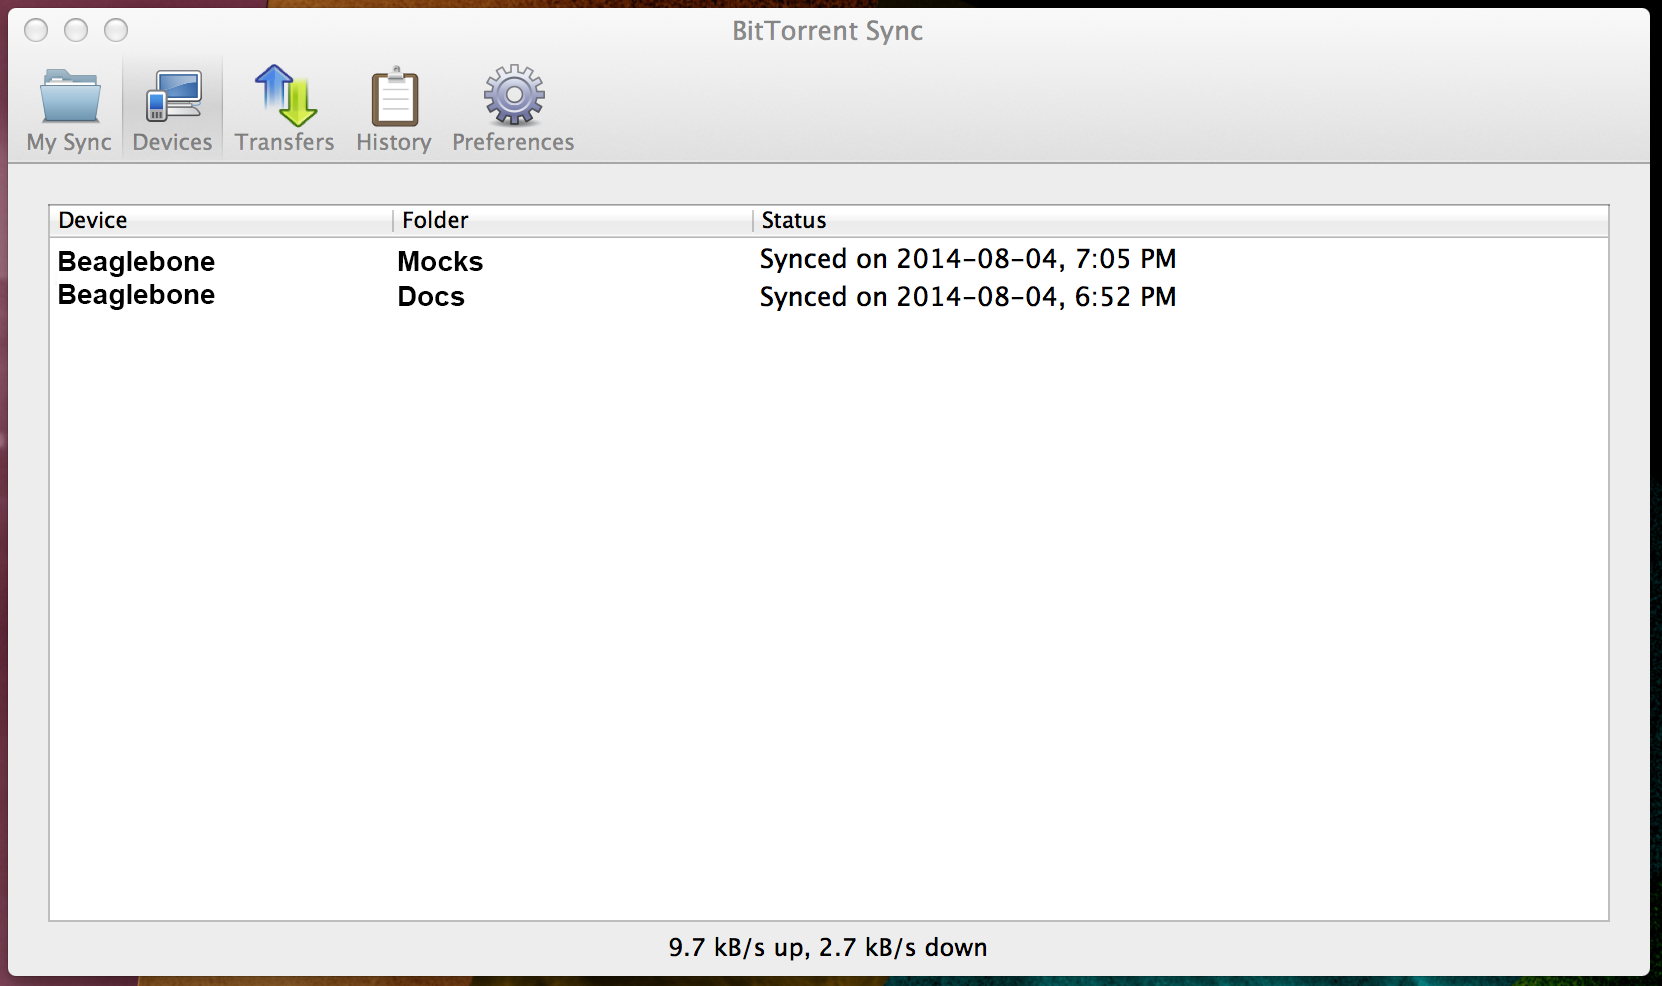 BitTorrent Sync
My Sync Devices Transfers History Preferences
Device Folder Status
Beaglebone Mocks Synced on 2014-08-04, 7:05 PM
Beaglebone Docs Synced on 2014-08-04, 6:52 PM
9.7 kB/s up, 2.7 kB/s down